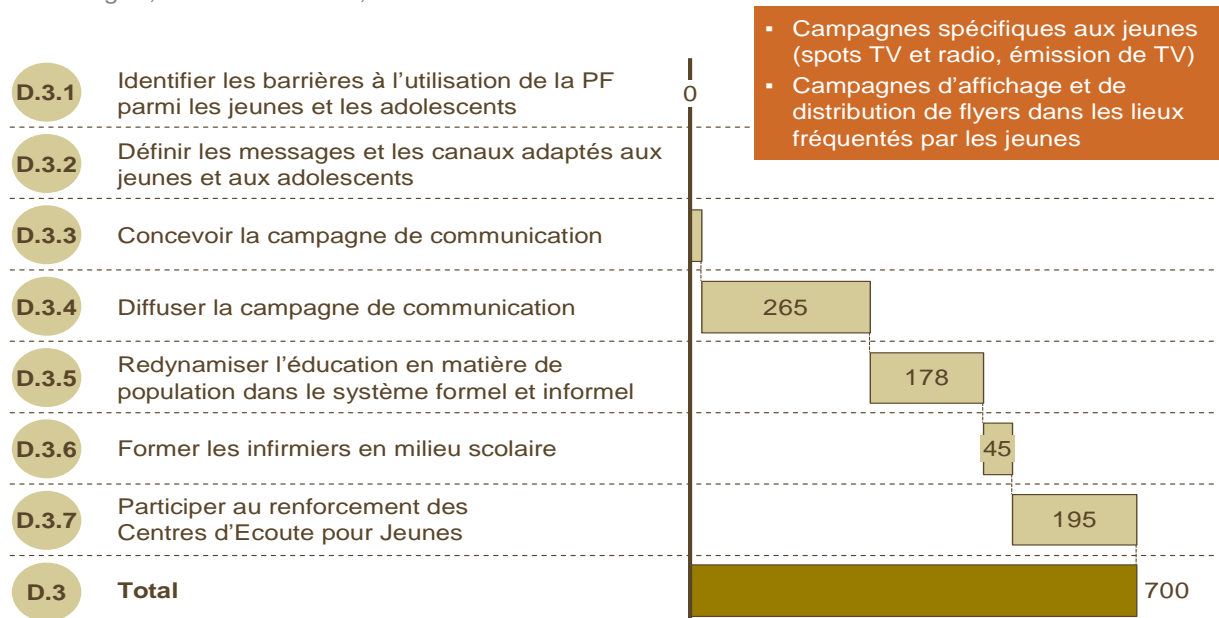 ▪ Campagnes spécifiques aux jeunes
(spots TV et radio, émission de TV)
▪ Campagnes d'affichage et de
distribution de flyers dans les lieux
fréquentés par les jeunes
D.3.1 Identifier les barrières à l'utilisation de la PF
parmi les jeunes et les adolescents
0
D.3.2 Définir les messages et les canaux adaptés aux
jeunes et aux adolescents
D.3.3 Concevoir la campagne de communication
D.3.4 Diffuser la campagne de communication 265
D.3.5 Redynamiser l'éducation en matière de
population dans le système formel et informel 178
D.3.6 Former les infirmiers en milieu scolaire 45
D.3.7 Participer au renforcement des
Centres d'Ecoute pour Jeunes 195
D.3 Total 700